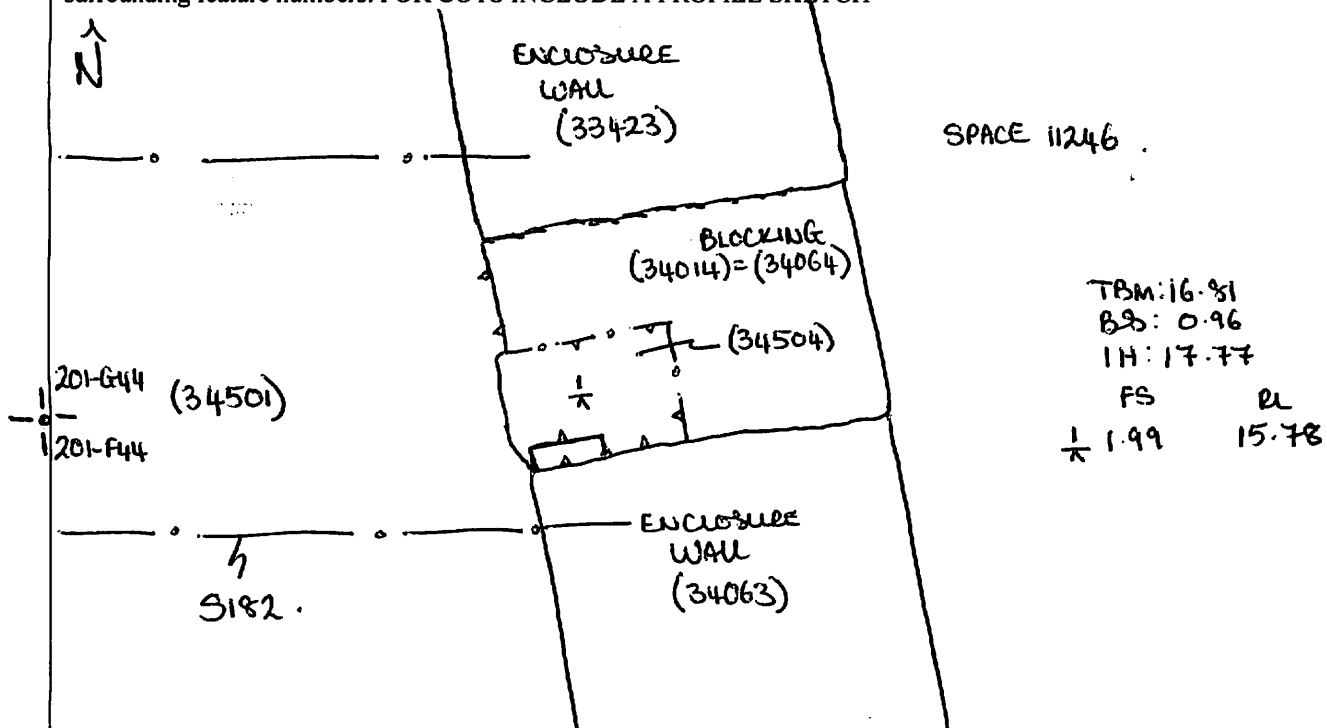 surrounding feature numbers. FOR CUTS INCLUDE A PROFILE SKETCH
N
ENCLOSURE
WALL
(33423)
SPACE 11246 .
BLOCKING
(34014)=(34064)
(34504)
TBM: 16.81
BS: 0.96
IH: 17.77
FS RL
1.99 15.78
201-G44
(34501)
201-F44
ENCLOSURE
WALL
(34063)
S182 .